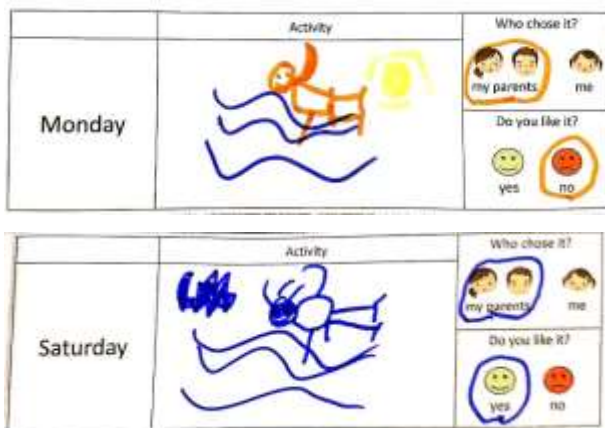 Activity
Who chose it?
Monday
my parents me
Do you like it?
yes no
Activity
Who chose it?
Saturday
my parents me
Do you like it?
yes no